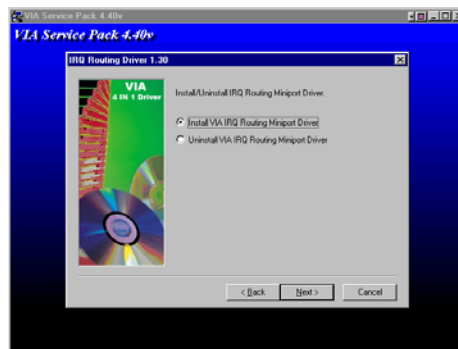 VIA Service Pack 4.40v
VIA Service Pack 4.40v
IRQ Routing Driver 1.30
VIA
4 IN 1 Driver
Install/Uninstall IRQ Routing Miniport Driver.
Install VIA IRQ Routing Miniport Driver
Uninstall VIA IRQ Routing Miniport Driver
< Back
Next >
Cancel